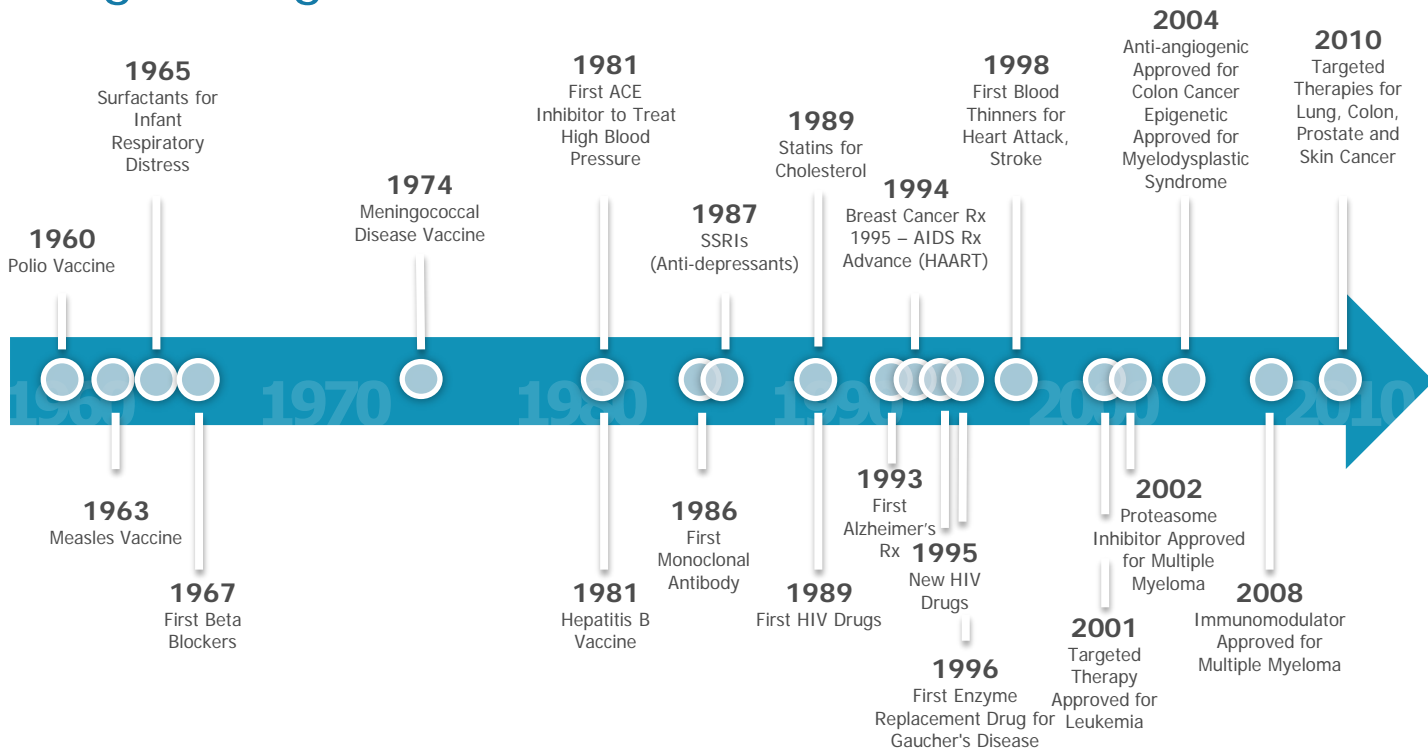 1960
Polio Vaccine
1965
Surfactants for
Infant
Respiratory
Distress
1974
Meningococcal
Disease Vaccine
1981
First ACE
Inhibitor to Treat
High Blood
Pressure
1987
SSRIs
(Anti-depressants)
1989
Statins for
Cholesterol
1994
Breast Cancer Rx
1995 – AIDS Rx
Advance (HAART)
1998
First Blood
Thinners for
Heart Attack,
Stroke
2004
Anti-angiogenic
Approved for
Colon Cancer
Epigenetic
Approved for
Myelodysplastic
Syndrome
2010
Targeted
Therapies for
Lung, Colon,
Prostate and
Skin Cancer
1960
1970
1980
1990
2000
2010
1963
Measles Vaccine
1967
First Beta
Blockers
1981
Hepatitis B
Vaccine
1986
First
Monoclonal
Antibody
1989
First HIV Drugs
1993
First
Alzheimer's
Rx
1995
New HIV
Drugs
1996
First Enzyme
Replacement Drug for
Gaucher's Disease
2001
Targeted
Therapy
Approved for
Leukemia
2002
Proteasome
Inhibitor Approved
for Multiple
Myeloma
2008
Immunomodulator
Approved for
Multiple Myeloma